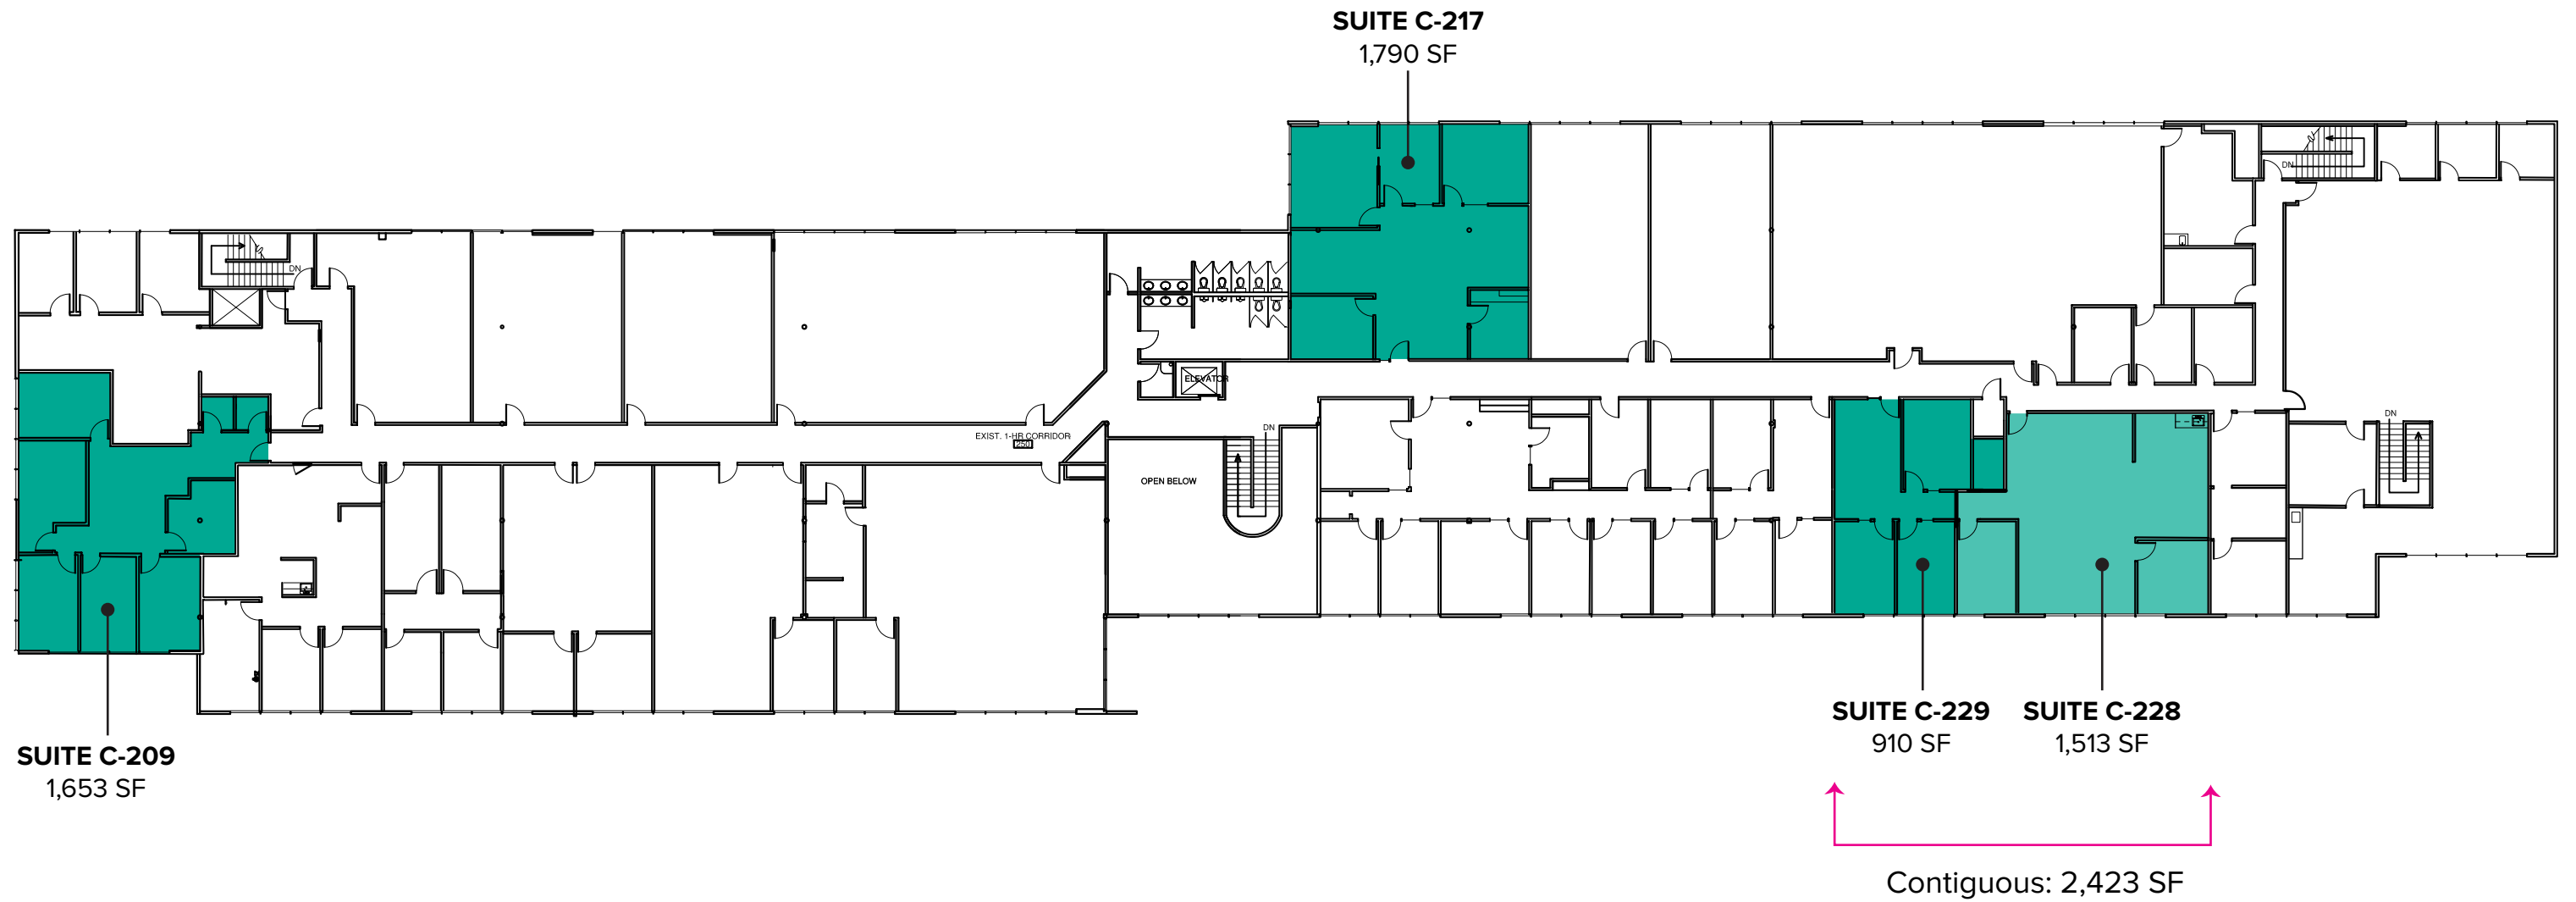 SUITE C-217
1,790 SF
DN
DN
ELEVATOR
EXIST. 1-HR CORRIDOR
250
DN
DN
OPEN BELOW
SUITE C-209
1,653 SF
SUITE C-229
910 SF
SUITE C-228
1,513 SF
Contiguous: 2,423 SF